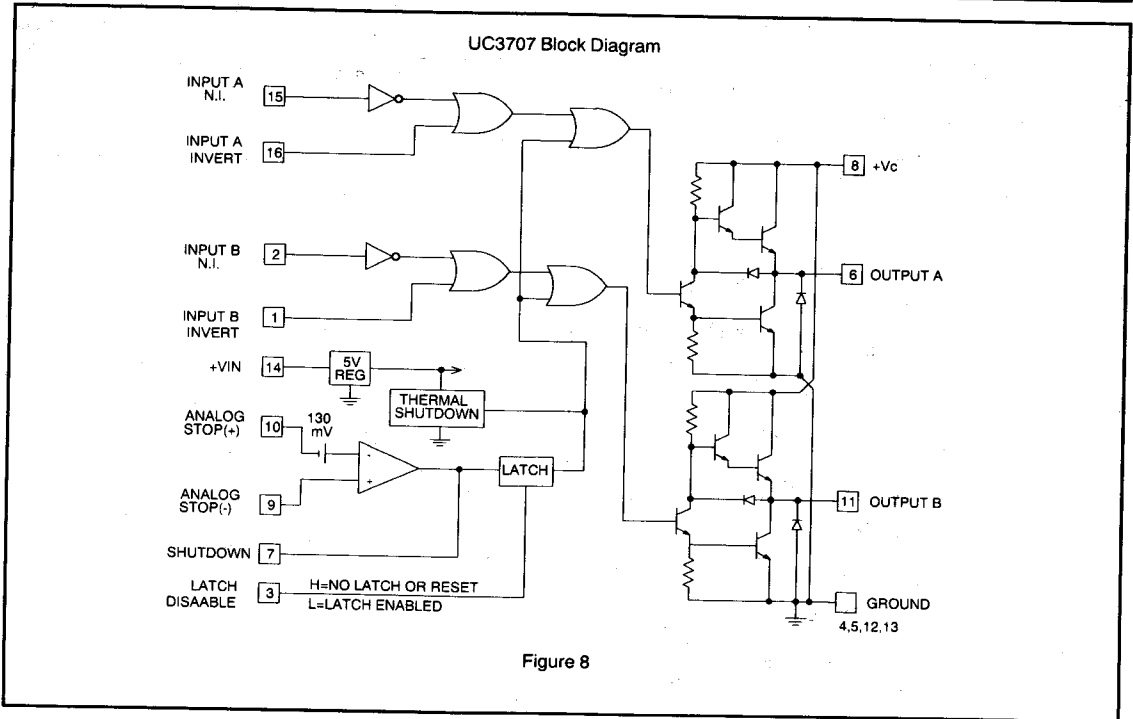 UC3707 Block Diagram
INPUT A
N.I.
15
INPUT A
INVERT
16
8
+Vc
INPUT B
N.I.
2
6
OUTPUT A
INPUT B
INVERT
1
+VIN
14
5V
REG
THERMAL
SHUTDOWN
ANALOG
STOP(+)
10
130
mV
-
+
LATCH
ANALOG
STOP(-)
9
11
OUTPUT B
SHUTDOWN
7
LATCH
DISAABLE
3
H=NO LATCH OR RESET
L=LATCH ENABLED
GROUND
4,5,12,13
Figure 8